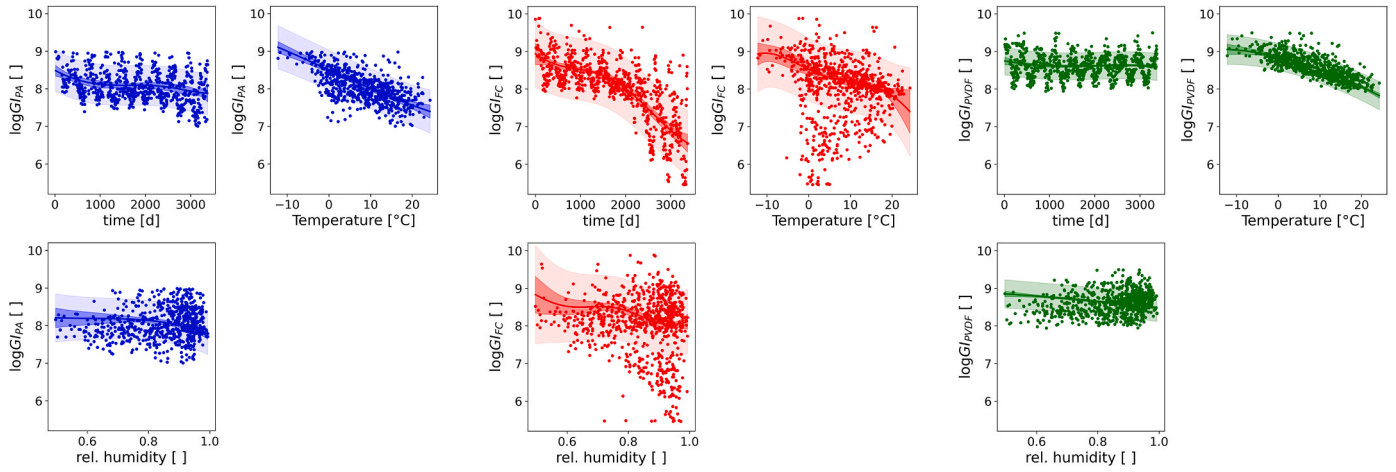 10
9
8
7
6
logGI_PA [ ]
0 1000 2000 3000
time [d]
10
9
8
7
6
logGI_PA [ ]
−10 0 10 20
Temperature [°C]
10
9
8
7
6
logGI_FC [ ]
0 1000 2000 3000
time [d]
10
9
8
7
6
logGI_FC [ ]
−10 0 10 20
Temperature [°C]
10
9
8
7
6
logGI_PVDF [ ]
0 1000 2000 3000
time [d]
10
9
8
7
6
logGI_PVDF [ ]
−10 0 10 20
Temperature [°C]
10
9
8
7
6
logGI_PA [ ]
0.6 0.8 1.0
rel. humidity [ ]
10
9
8
7
6
logGI_FC [ ]
0.6 0.8 1.0
rel. humidity [ ]
10
9
8
7
6
logGI_PVDF [ ]
0.6 0.8 1.0
rel. humidity [ ]